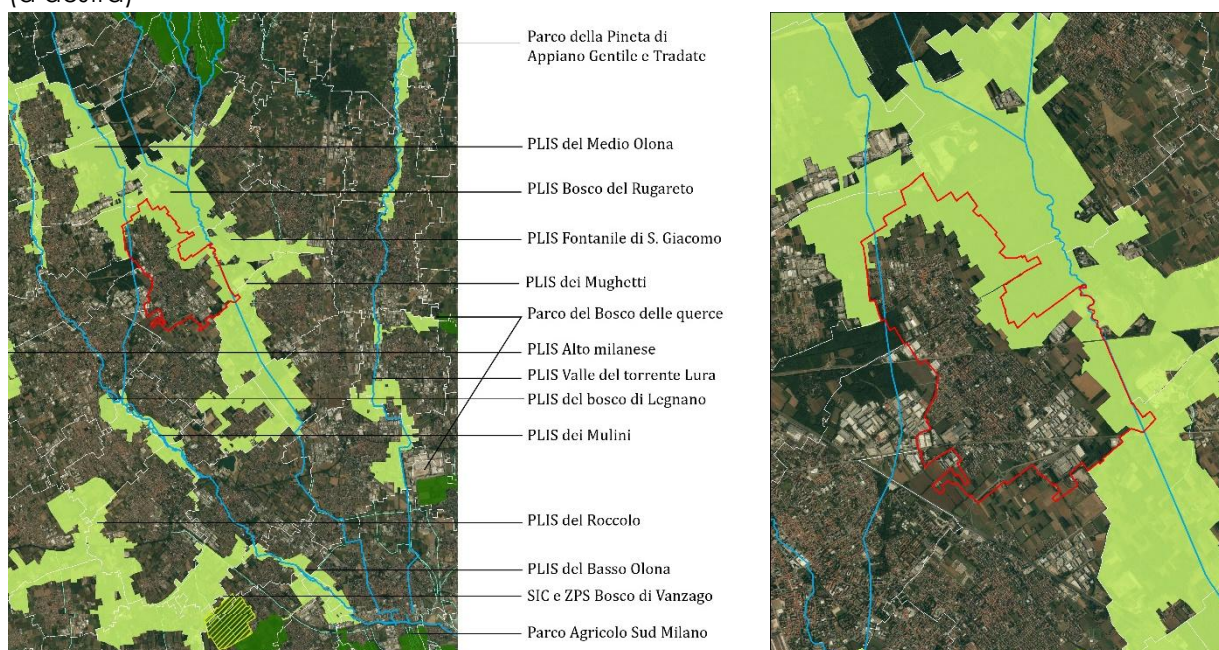 (a destra)
Parco della Pineta di
Appiano Gentile e Tradate
PLIS del Medio Olona
PLIS Bosco del Rugareto
PLIS Fontanile di S. Giacomo
PLIS dei Mughetti
Parco del Bosco delle querce
PLIS Alto milanese
PLIS Valle del torrente Lura
PLIS del bosco di Legnano
PLIS dei Mulini
PLIS del Roccolo
PLIS del Basso Olona
SIC e ZPS Bosco di Vanzago
Parco Agricolo Sud Milano